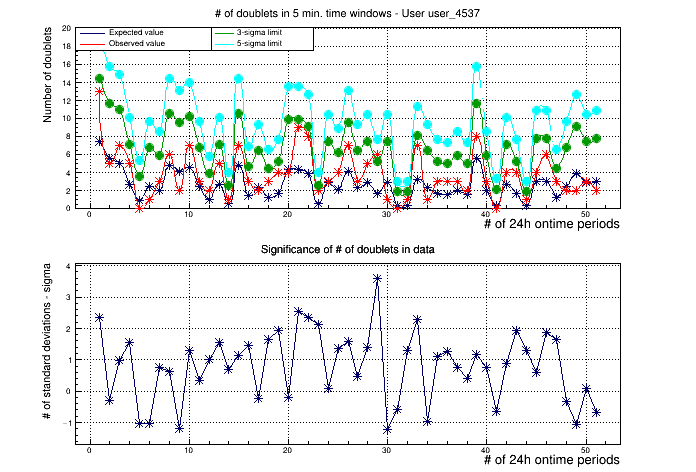 # of doublets in 5 min. time windows - User user_4537
Number of doublets
Expected value
Observed value
3-sigma limit
5-sigma limit
20
18
16
14
12
10
8
6
4
2
0
0 10 20 30 40 50
# of 24h ontime periods
Significance of # of doublets in data
# of standard deviations - sigma
4
3
2
1
0
−1
0 10 20 30 40 50
# of 24h ontime periods